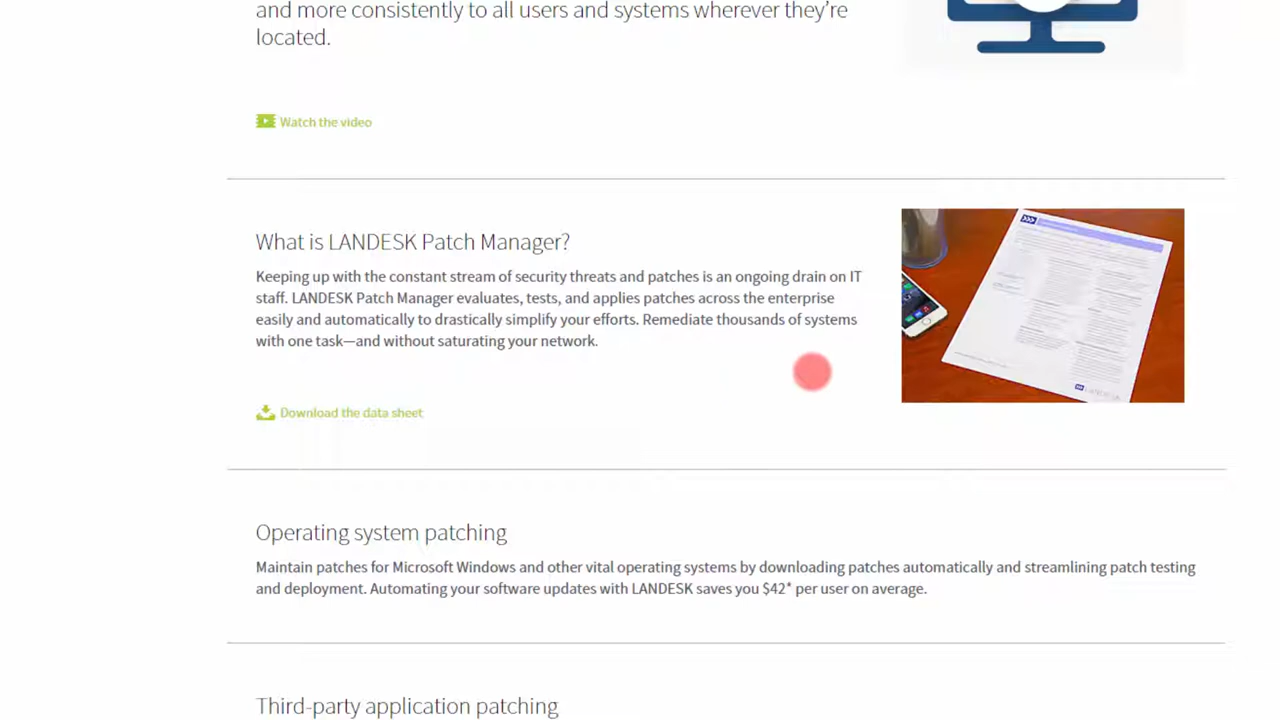 and more consistently to all users and systems wherever they're
located.
Watch the video
What is LANDESK Patch Manager?
Keeping up with the constant stream of security threats and patches is an ongoing drain on IT
staff. LANDESK Patch Manager evaluates, tests, and applies patches across the enterprise
easily and automatically to drastically simplify your efforts. Remediate thousands of systems
with one task—and without saturating your network.
LANDESK
Download the data sheet
Operating system patching
Maintain patches for Microsoft Windows and other vital operating systems by downloading patches automatically and streamlining patch testing
and deployment. Automating your software updates with LANDESK saves you $42* per user on average.
Third-party application patching